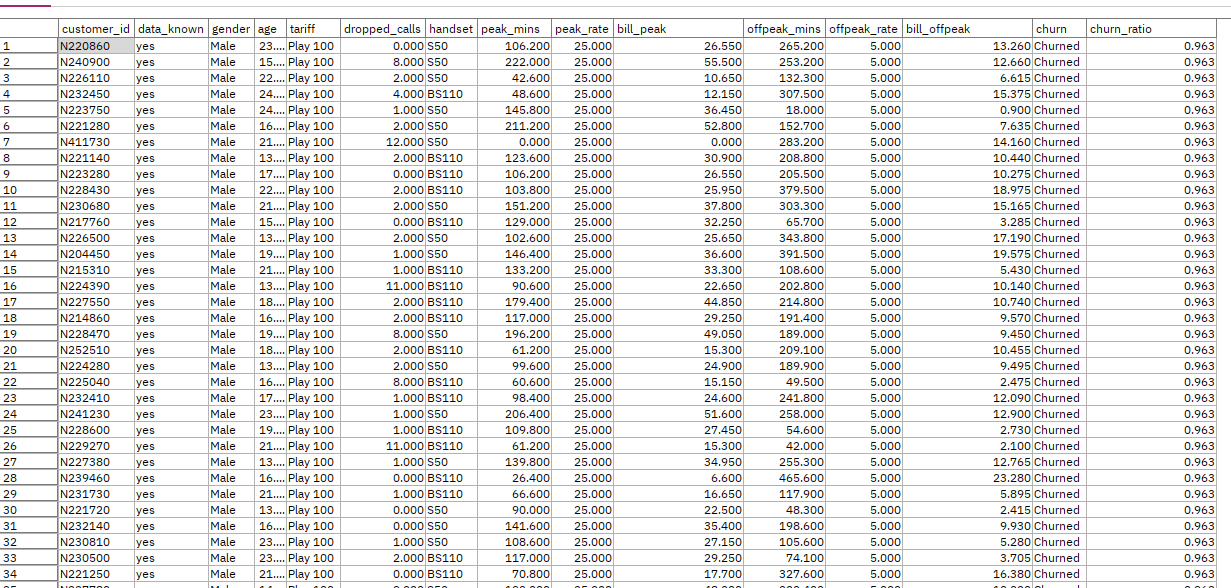 customer_id data_known gender age tariff dropped_calls handset peak_mins peak_rate bill_peak offpeak_mins offpeak_rate bill_offpeak churn churn_ratio
1 N220860 yes Male 23.... Play 100 0.000 S50 106.200 25.000 26.550 265.200 5.000 13.260 Churned 0.963
2 N240900 yes Male 15.... Play 100 8.000 S50 222.000 25.000 55.500 253.200 5.000 12.660 Churned 0.963
3 N226110 yes Male 22.... Play 100 2.000 S50 42.600 25.000 10.650 132.300 5.000 6.615 Churned 0.963
4 N232450 yes Male 24.... Play 100 4.000 BS110 48.600 25.000 12.150 307.500 5.000 15.375 Churned 0.963
5 N223750 yes Male 24.... Play 100 1.000 S50 145.800 25.000 36.450 18.000 5.000 0.900 Churned 0.963
6 N221280 yes Male 16.... Play 100 2.000 S50 211.200 25.000 52.800 152.700 5.000 7.635 Churned 0.963
7 N411730 yes Male 21.... Play 100 12.000 S50 0.000 25.000 0.000 283.200 5.000 14.160 Churned 0.963
8 N221140 yes Male 13.... Play 100 2.000 BS110 123.600 25.000 30.900 208.800 5.000 10.440 Churned 0.963
9 N223280 yes Male 17.... Play 100 0.000 BS110 106.200 25.000 26.550 205.500 5.000 10.275 Churned 0.963
10 N228430 yes Male 22.... Play 100 2.000 BS110 103.800 25.000 25.950 379.500 5.000 18.975 Churned 0.963
11 N230680 yes Male 21.... Play 100 2.000 S50 151.200 25.000 37.800 303.300 5.000 15.165 Churned 0.963
12 N217760 yes Male 15.... Play 100 0.000 BS110 129.000 25.000 32.250 65.700 5.000 3.285 Churned 0.963
13 N226500 yes Male 13.... Play 100 2.000 S50 102.600 25.000 25.650 343.800 5.000 17.190 Churned 0.963
14 N204450 yes Male 19.... Play 100 1.000 S50 146.400 25.000 36.600 391.500 5.000 19.575 Churned 0.963
15 N215310 yes Male 21.... Play 100 1.000 BS110 133.200 25.000 33.300 108.600 5.000 5.430 Churned 0.963
16 N224390 yes Male 13.... Play 100 11.000 BS110 90.600 25.000 22.650 202.800 5.000 10.140 Churned 0.963
17 N227550 yes Male 18.... Play 100 2.000 BS110 179.400 25.000 44.850 214.800 5.000 10.740 Churned 0.963
18 N214860 yes Male 16.... Play 100 2.000 BS110 117.000 25.000 29.250 191.400 5.000 9.570 Churned 0.963
19 N228470 yes Male 19.... Play 100 8.000 S50 196.200 25.000 49.050 189.000 5.000 9.450 Churned 0.963
20 N252510 yes Male 18.... Play 100 2.000 BS110 61.200 25.000 15.300 209.100 5.000 10.455 Churned 0.963
21 N224280 yes Male 13.... Play 100 2.000 S50 99.600 25.000 24.900 189.900 5.000 9.495 Churned 0.963
22 N225040 yes Male 16.... Play 100 8.000 BS110 60.600 25.000 15.150 49.500 5.000 2.475 Churned 0.963
23 N232410 yes Male 17.... Play 100 1.000 BS110 98.400 25.000 24.600 241.800 5.000 12.090 Churned 0.963
24 N241230 yes Male 23.... Play 100 1.000 S50 206.400 25.000 51.600 258.000 5.000 12.900 Churned 0.963
25 N228600 yes Male 19.... Play 100 1.000 BS110 109.800 25.000 27.450 54.600 5.000 2.730 Churned 0.963
26 N229270 yes Male 21.... Play 100 11.000 BS110 61.200 25.000 15.300 42.000 5.000 2.100 Churned 0.963
27 N227380 yes Male 13.... Play 100 1.000 S50 139.800 25.000 34.950 255.300 5.000 12.765 Churned 0.963
28 N239460 yes Male 16.... Play 100 0.000 BS110 26.400 25.000 6.600 465.600 5.000 23.280 Churned 0.963
29 N231730 yes Male 21.... Play 100 1.000 BS110 66.600 25.000 16.650 117.900 5.000 5.895 Churned 0.963
30 N221720 yes Male 13.... Play 100 0.000 S50 90.000 25.000 22.500 48.300 5.000 2.415 Churned 0.963
31 N232140 yes Male 16.... Play 100 0.000 S50 141.600 25.000 35.400 198.600 5.000 9.930 Churned 0.963
32 N230810 yes Male 23.... Play 100 1.000 S50 108.600 25.000 27.150 105.600 5.000 5.280 Churned 0.963
33 N230500 yes Male 23.... Play 100 2.000 BS110 117.000 25.000 29.250 74.100 5.000 3.705 Churned 0.963
34 N221250 yes Male 21.... Play 100 0.000 BS110 70.800 25.000 17.700 327.600 5.000 16.380 Churned 0.963